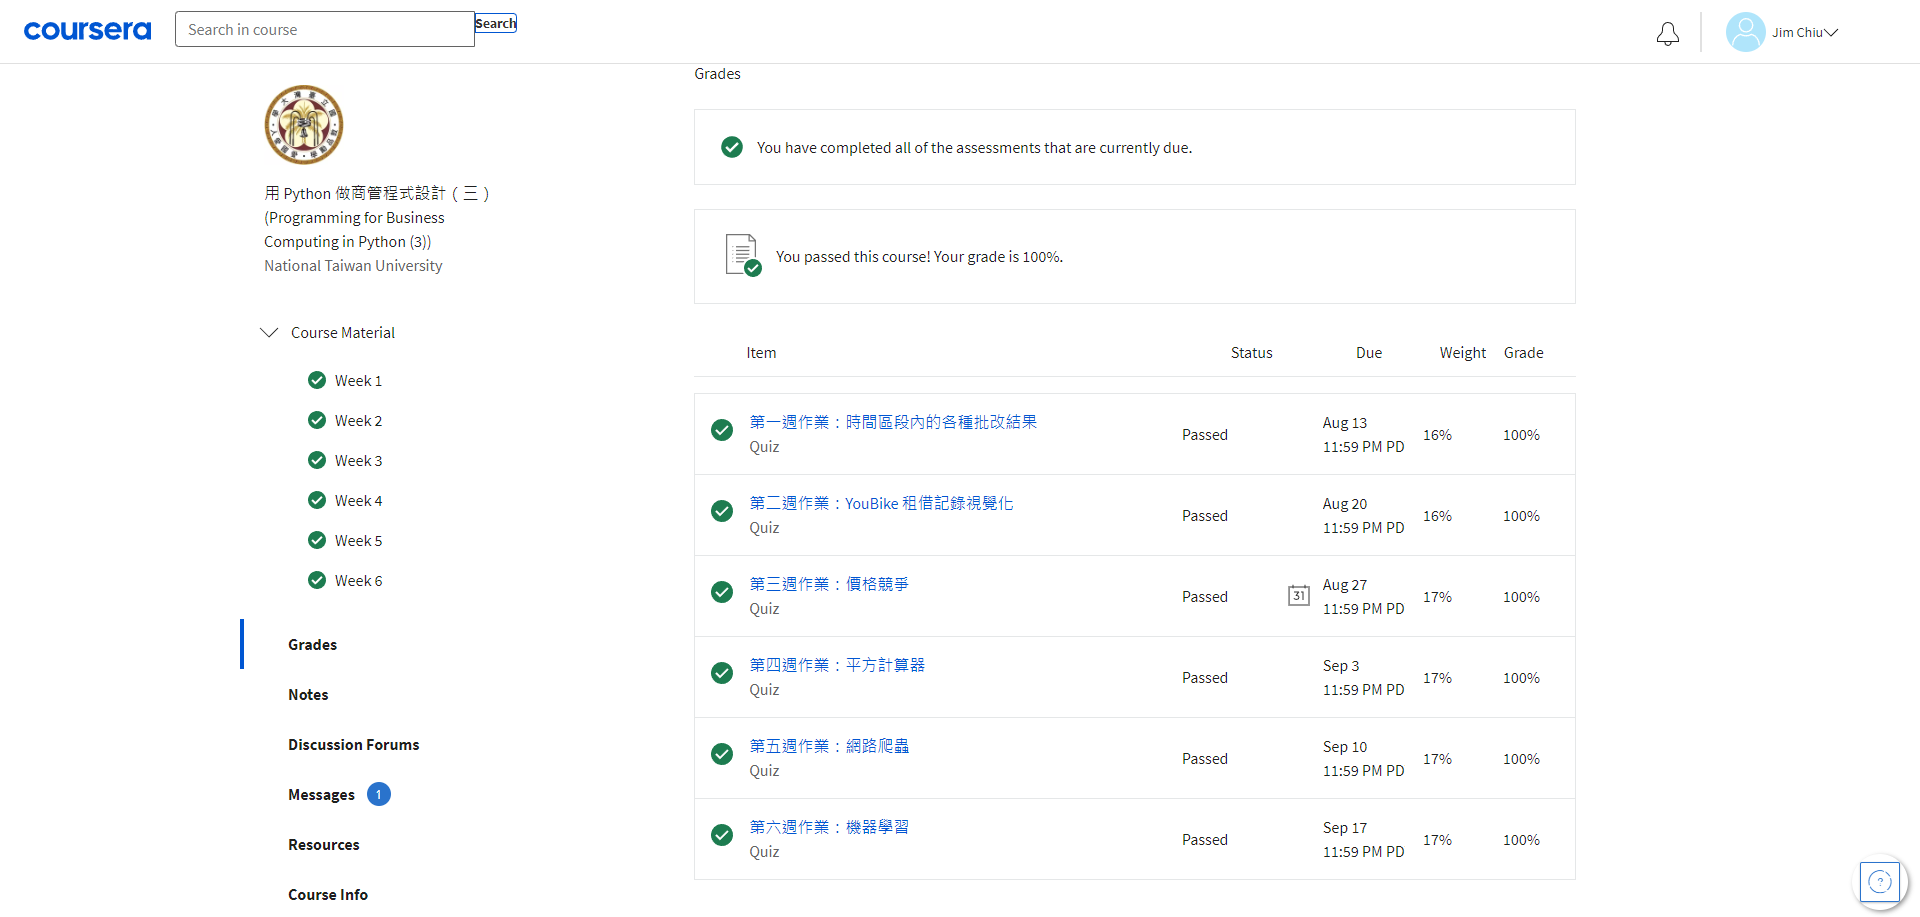 coursera
Search in course
Search
Jim Chiu
用 Python 做商管程式設計（三）
(Programming for Business
Computing in Python (3))
National Taiwan University
Course Material
Week 1
Week 2
Week 3
Week 4
Week 5
Week 6
Grades
Notes
Discussion Forums
Messages 1
Resources
Course Info
Grades
You have completed all of the assessments that are currently due.
You passed this course! Your grade is 100%.
Item Status Due Weight Grade
第一週作業：時間區段內的各種批改結果
Quiz
Passed
Aug 13
11:59 PM PD
16%
100%
第二週作業：YouBike 租借記錄視覺化
Quiz
Passed
Aug 20
11:59 PM PD
16%
100%
第三週作業：價格競爭
Quiz
Passed
31
Aug 27
11:59 PM PD
17%
100%
第四週作業：平方計算器
Quiz
Passed
Sep 3
11:59 PM PD
17%
100%
第五週作業：網路爬蟲
Quiz
Passed
Sep 10
11:59 PM PD
17%
100%
第六週作業：機器學習
Quiz
Passed
Sep 17
11:59 PM PD
17%
100%
?